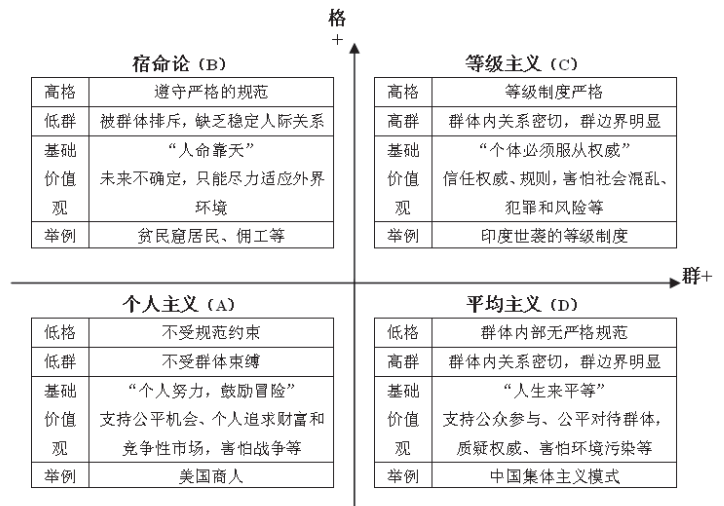 格
+
宿命论（B）
高格 遵守严格的规范
低群 被群体排斥，缺乏稳定人际关系
基础 “人命靠天”
价值 未来不确定，只能尽力适应外界
观 环境
举例 贫民窟居民、佣工等
等级主义（C）
高格 等级制度严格
高群 群体内关系密切，群边界明显
基础 “个体必须服从权威”
价值 信任权威、规则，害怕社会混乱、
观 犯罪和风险等
举例 印度世袭的等级制度
群+
个人主义（A）
低格 不受规范约束
低群 不受群体束缚
基础 “个人努力，鼓励冒险”
价值 支持公平机会、个人追求财富和
观 竞争性市场，害怕战争等
举例 美国商人
平均主义（D）
低格 群体内部无严格规范
高群 群体内关系密切，群边界明显
基础 “人生来平等”
价值 支持公众参与、公平对待群体，
观 质疑权威、害怕环境污染等
举例 中国集体主义模式